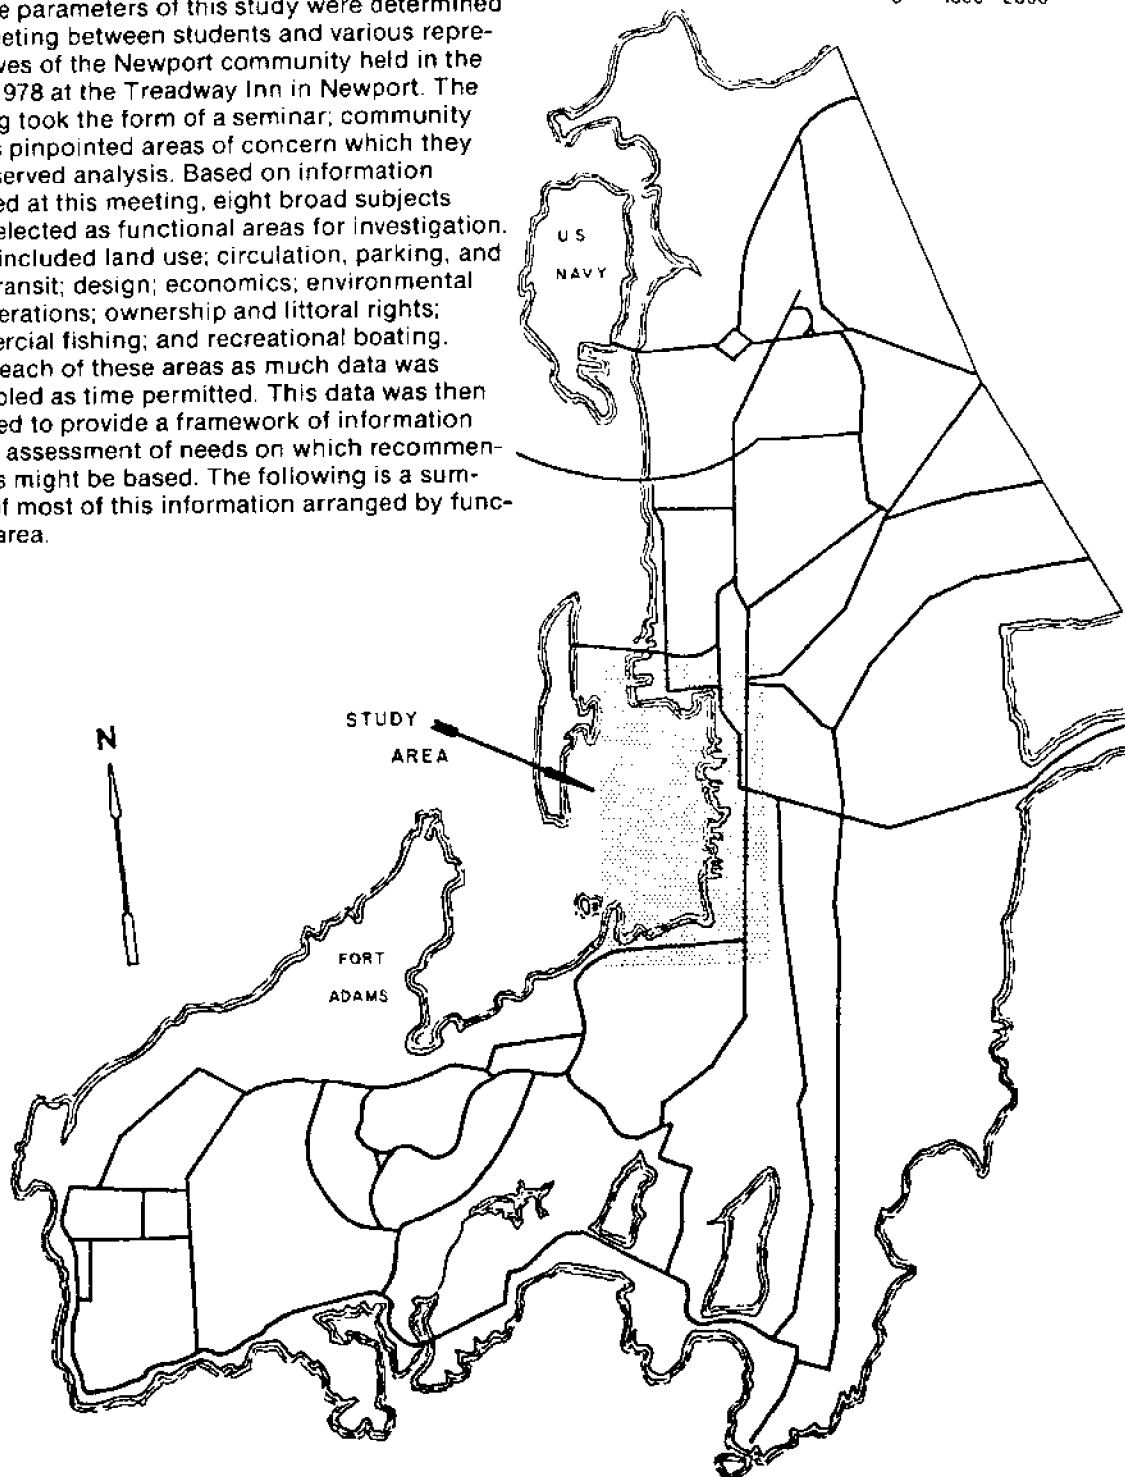 e parameters of this study were determined
eting between students and various repre-
ves of the Newport community held in the
978 at the Treadway Inn in Newport. The
g took the form of a seminar; community
s pinpointed areas of concern which they
served analysis. Based on information
ed at this meeting, eight broad subjects
elected as functional areas for investigation.
included land use; circulation, parking, and
ransit; design; economics; environmental
erations; ownership and littoral rights;
ercial fishing; and recreational boating.
each of these areas as much data was
bled as time permitted. This data was then
ed to provide a framework of information
assessment of needs on which recommen-
s might be based. The following is a sum-
f most of this information arranged by func-
area.
US
NAVY
STUDY
AREA
N
FORT
ADAMS